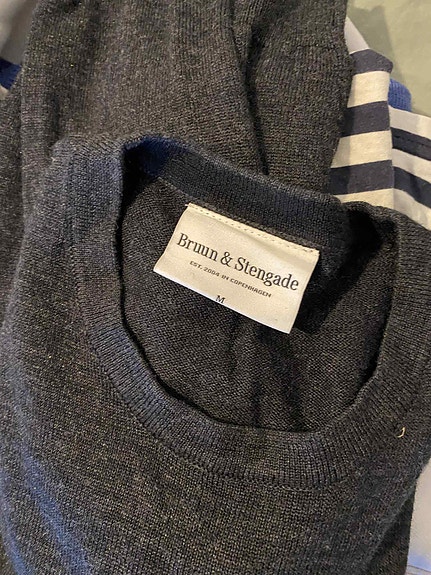 Bruun & Stengade
EST. 2004 IN COPENHAGEN
M